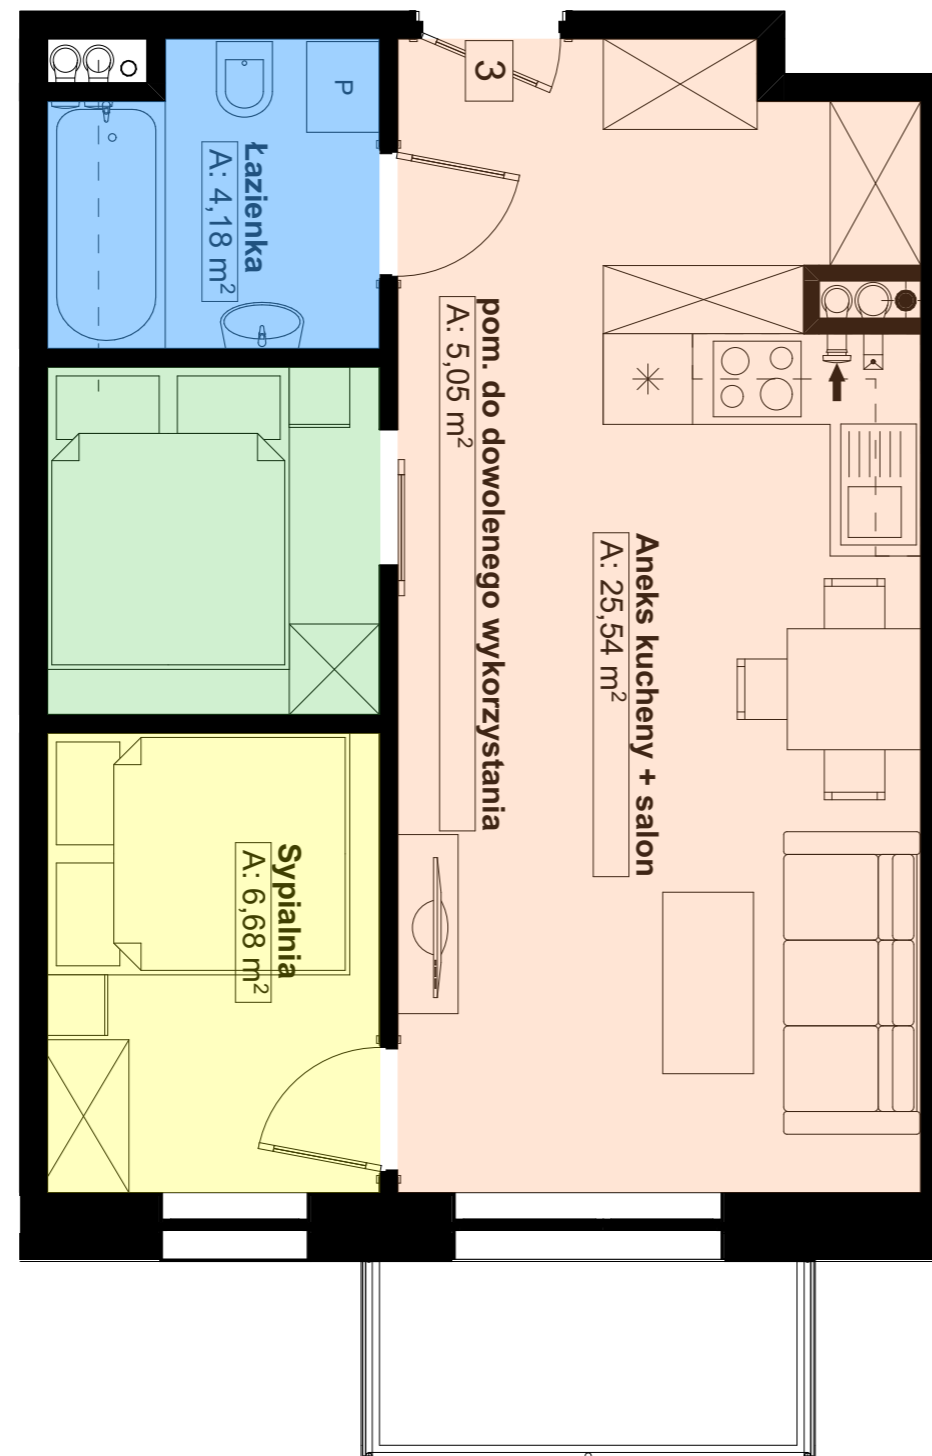 3
P
Łazienka
A: 4,18 m²
pom. do dowolenego wykorzystania
A: 5,05 m²
Aneks kucheny + salon
A: 25,54 m²
Sypialnia
A: 6,68 m²